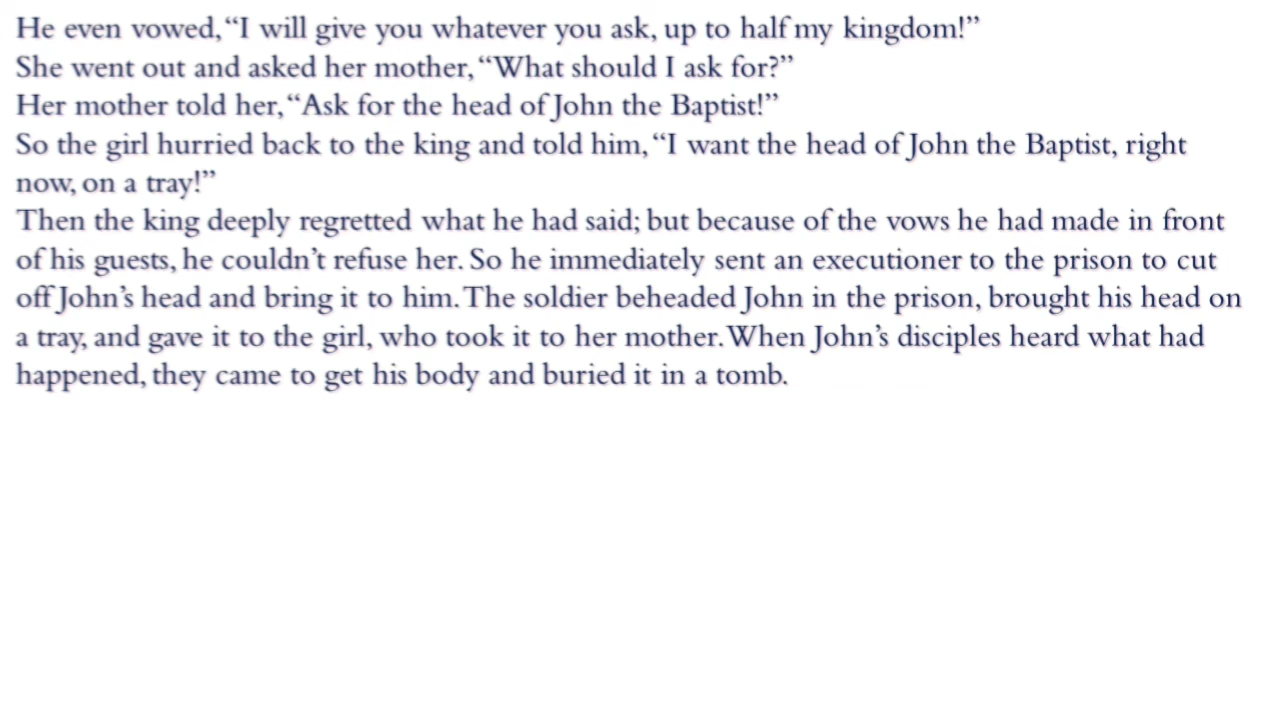 He even vowed, “I will give you whatever you ask, up to half my kingdom!”
She went out and asked her mother, “What should I ask for?”
Her mother told her, “Ask for the head of John the Baptist!”
So the girl hurried back to the king and told him, “I want the head of John the Baptist, right
now, on a tray!”
Then the king deeply regretted what he had said; but because of the vows he had made in front
of his guests, he couldn’t refuse her. So he immediately sent an executioner to the prison to cut
off John’s head and bring it to him. The soldier beheaded John in the prison, brought his head on
a tray, and gave it to the girl, who took it to her mother. When John’s disciples heard what had
happened, they came to get his body and buried it in a tomb.